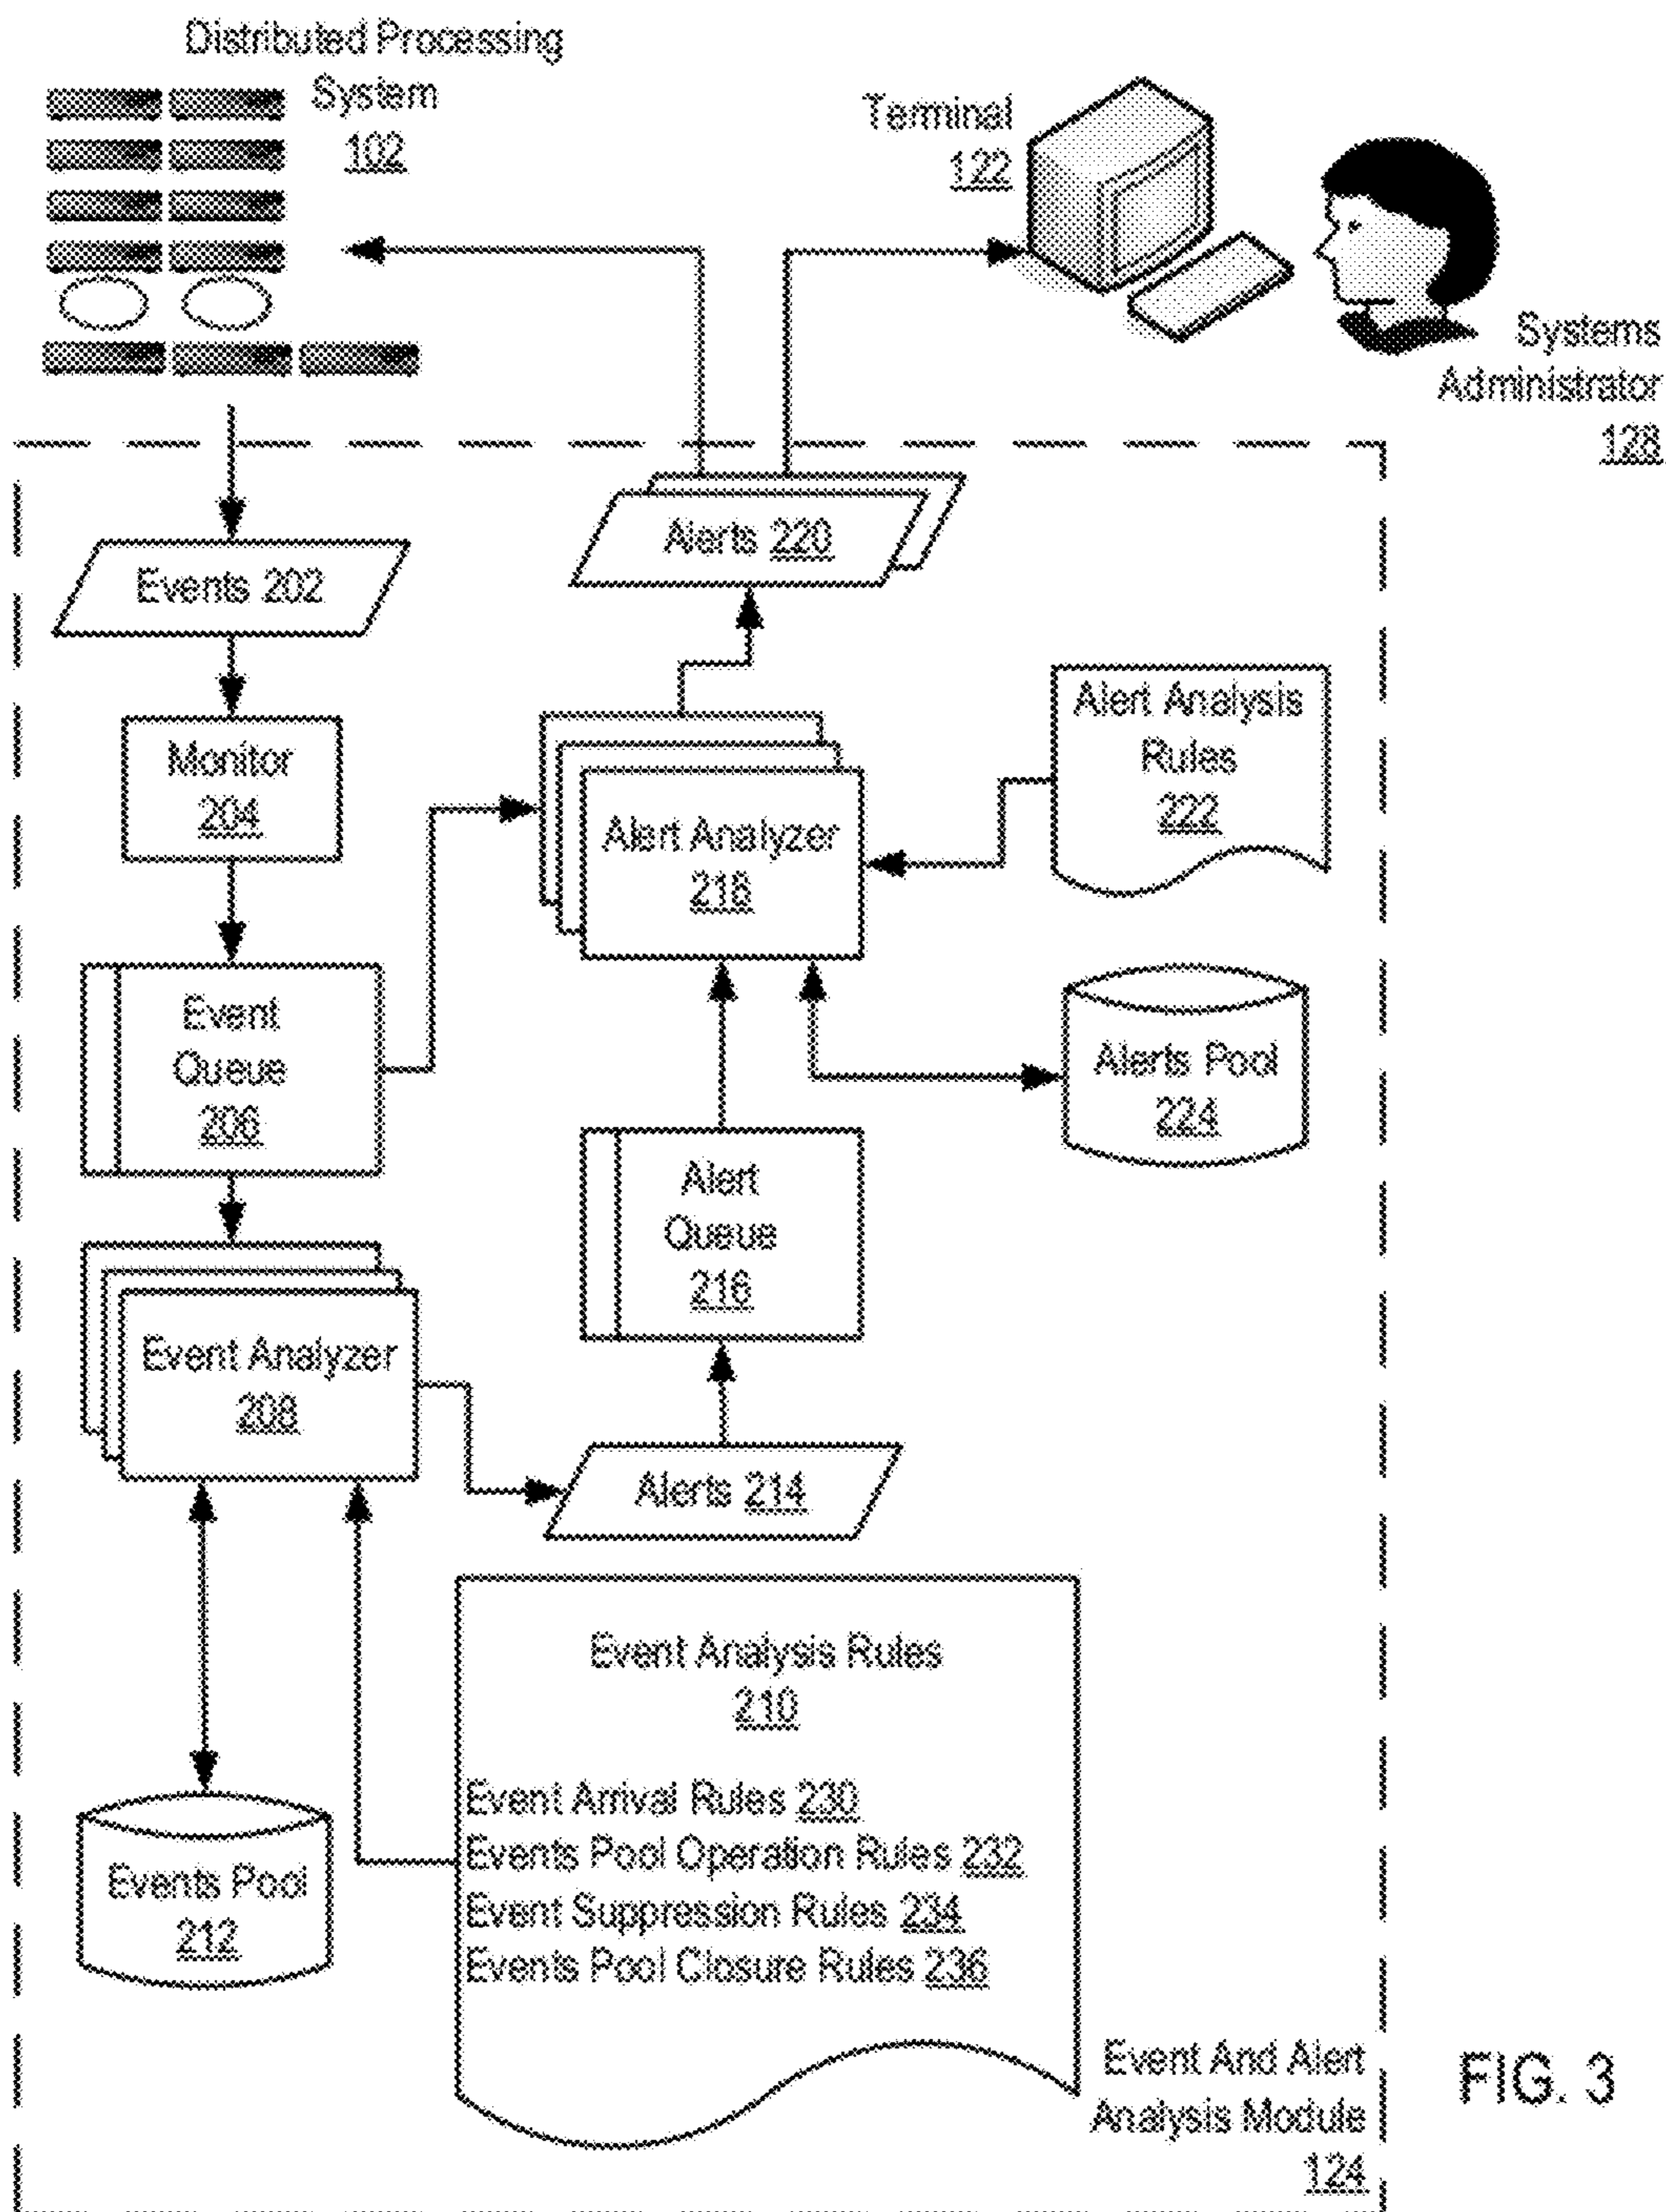 Distributed Processing
System
102
Terminal
122
Systems
Administrator
128
Alerts 220
Events 202
Alert Analysis
Rules
222
Monitor
204
Alert Analyzer
218
Event
Queue
206
Alerts Pool
224
Alert
Queue
216
Event Analyzer
208
Alerts 214
Event Analysis Rules
210
Event Arrival Rules 230
Events Pool Operation Rules 232
Event Suppression Rules 234
Events Pool Closure Rules 236
Events Pool
212
Event And Alert
Analysis Module
124
FIG. 3